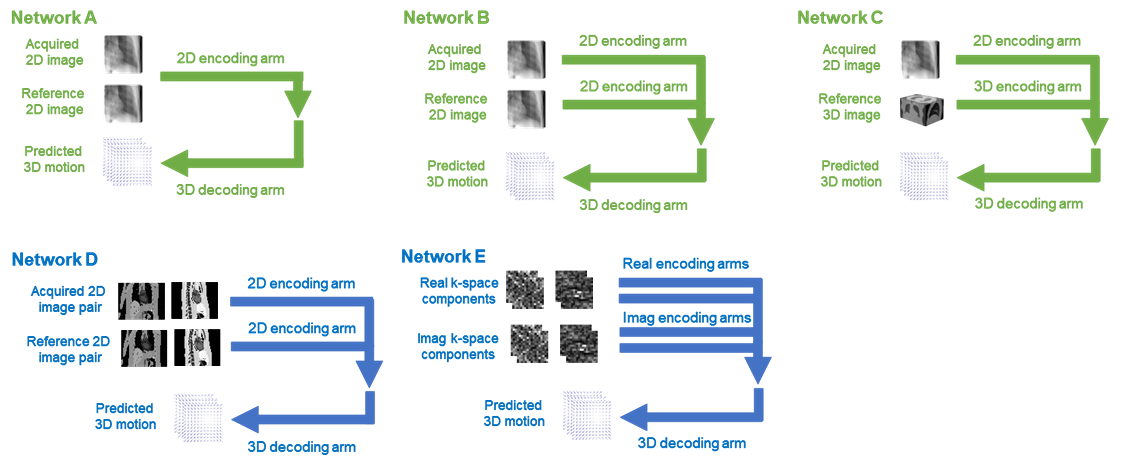 Network A
Acquired
2D image
2D encoding arm
Reference
2D image
Predicted
3D motion
3D decoding arm
Network B
Acquired
2D image
2D encoding arm
Reference
2D image
2D encoding arm
Predicted
3D motion
3D decoding arm
Network C
Acquired
2D image
2D encoding arm
Reference
3D image
3D encoding arm
Predicted
3D motion
3D decoding arm
Network D
Acquired 2D
image pair
2D encoding arm
Reference 2D
image pair
2D encoding arm
Predicted
3D motion
3D decoding arm
Network E
Real k-space
components
Real encoding arms
Imag k-space
components
Imag encoding arms
Predicted
3D motion
3D decoding arm